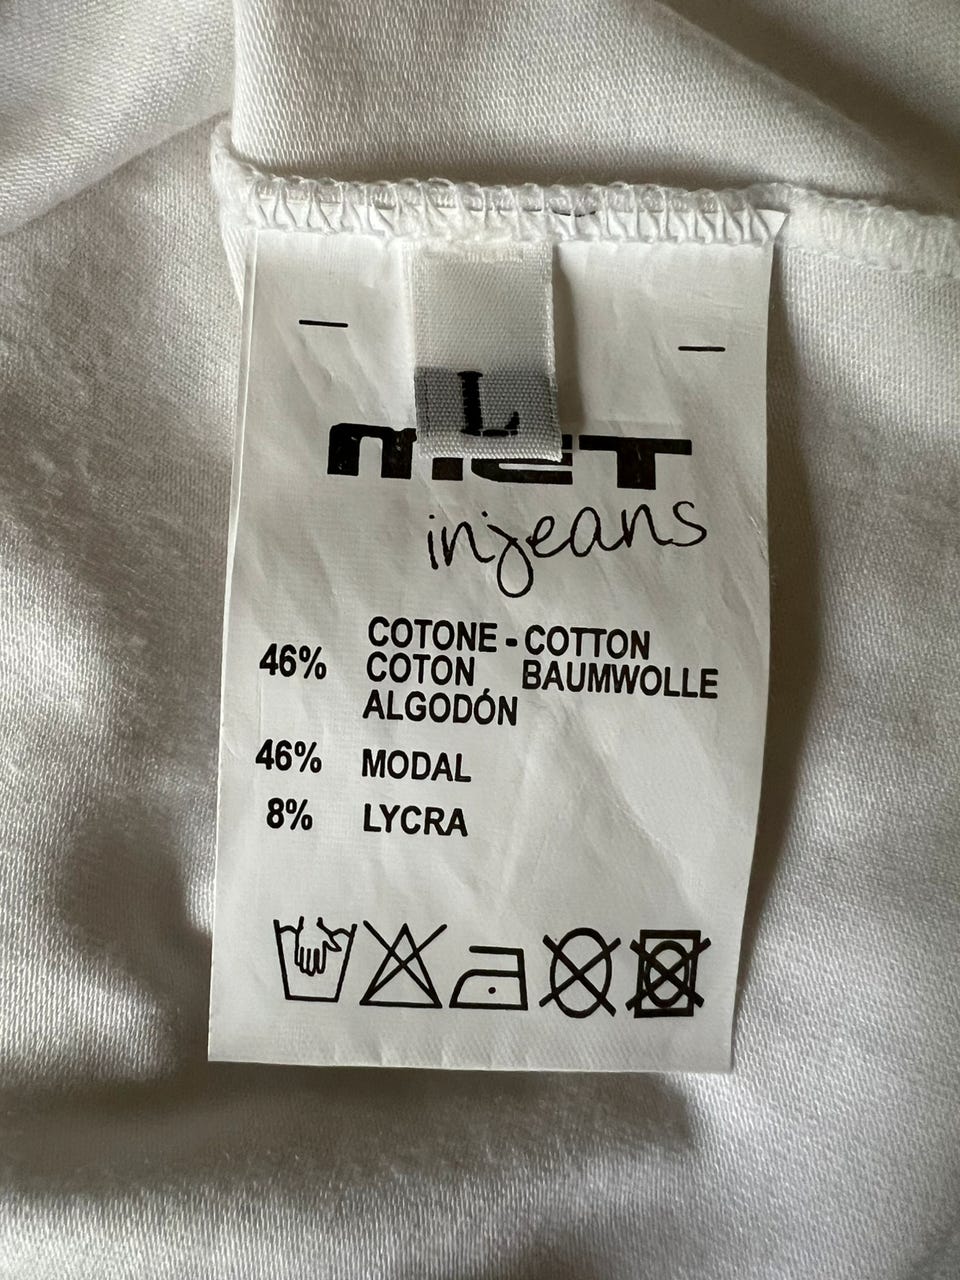 L
MET
injeans
46% COTONE - COTTON
COTON BAUMWOLLE
ALGODÓN
46% MODAL
8% LYCRA